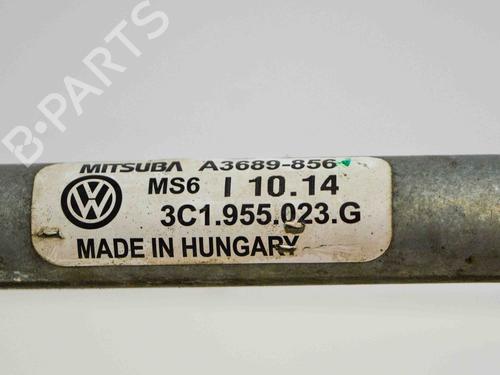 B-PARTS
MITSUBA A3689-856
MS6 I 10.14
3C1.955.023.G
MADE IN HUNGARY